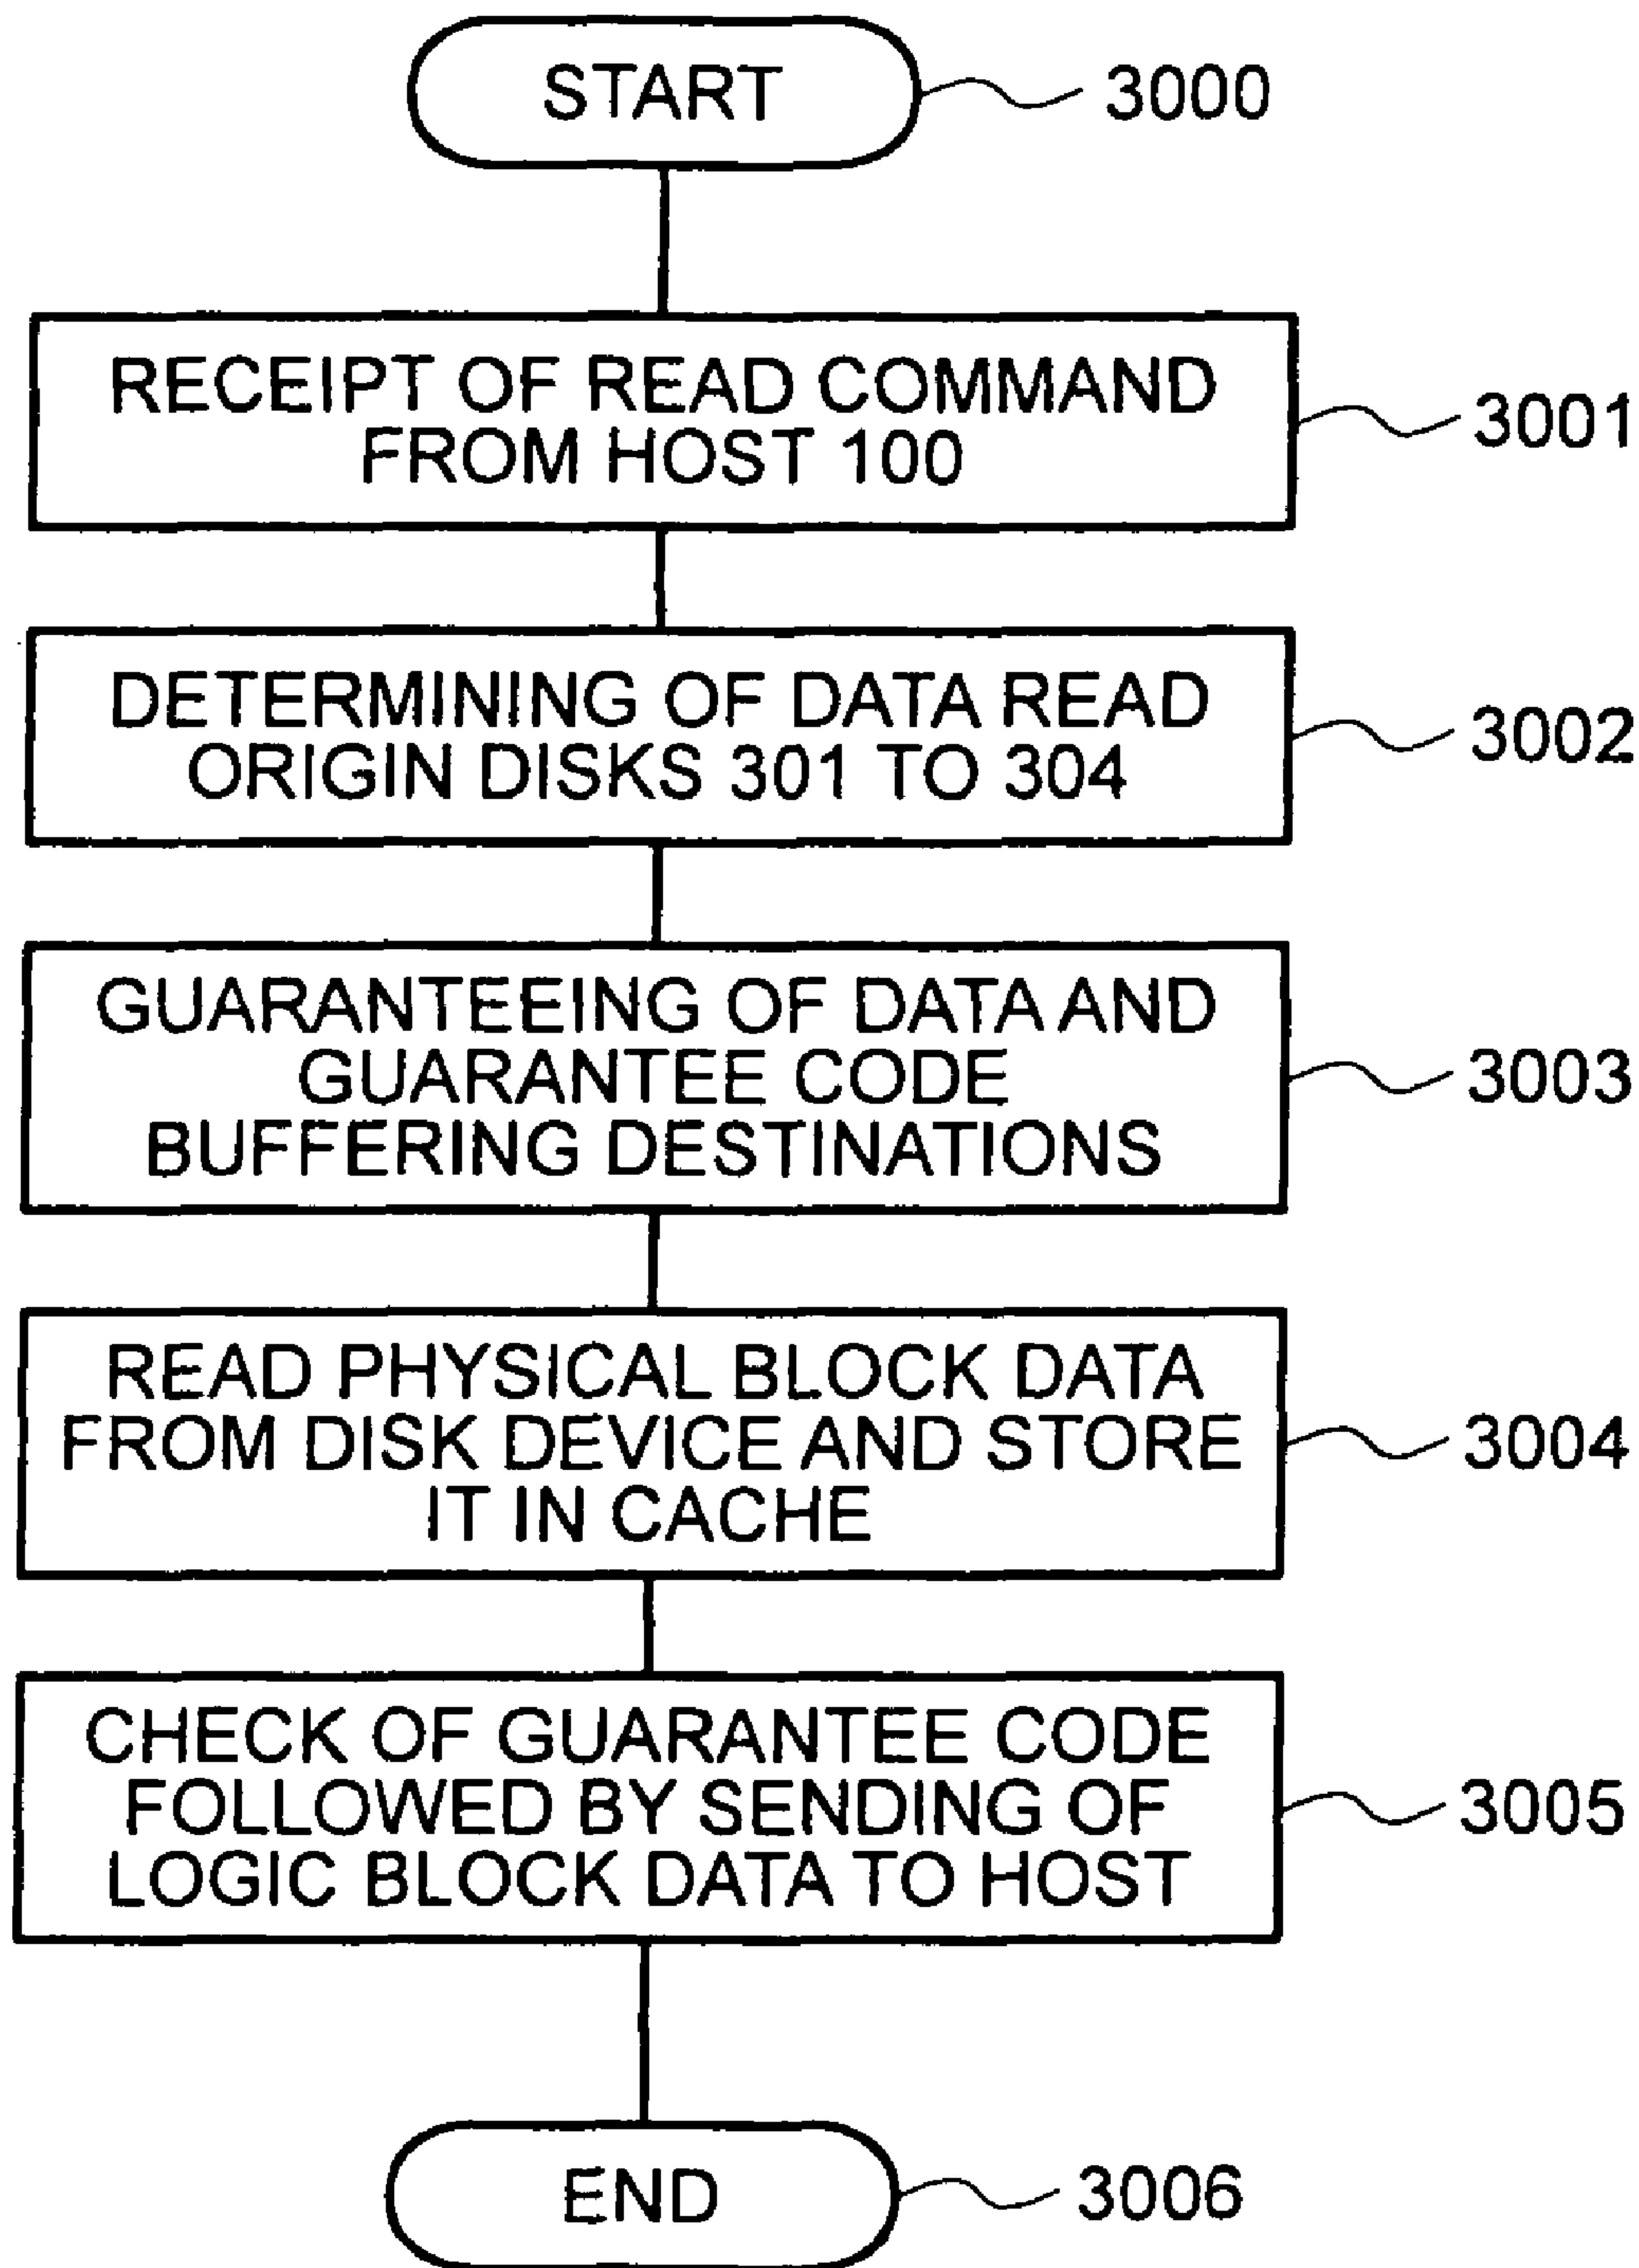 START
3000
RECEIPT OF READ COMMAND
FROM HOST 100
3001
DETERMINING OF DATA READ
ORIGIN DISKS 301 TO 304
3002
GUARANTEEING OF DATA AND
GUARANTEE CODE
BUFFERING DESTINATIONS
3003
READ PHYSICAL BLOCK DATA
FROM DISK DEVICE AND STORE
IT IN CACHE
3004
CHECK OF GUARANTEE CODE
FOLLOWED BY SENDING OF
LOGIC BLOCK DATA TO HOST
3005
END
3006